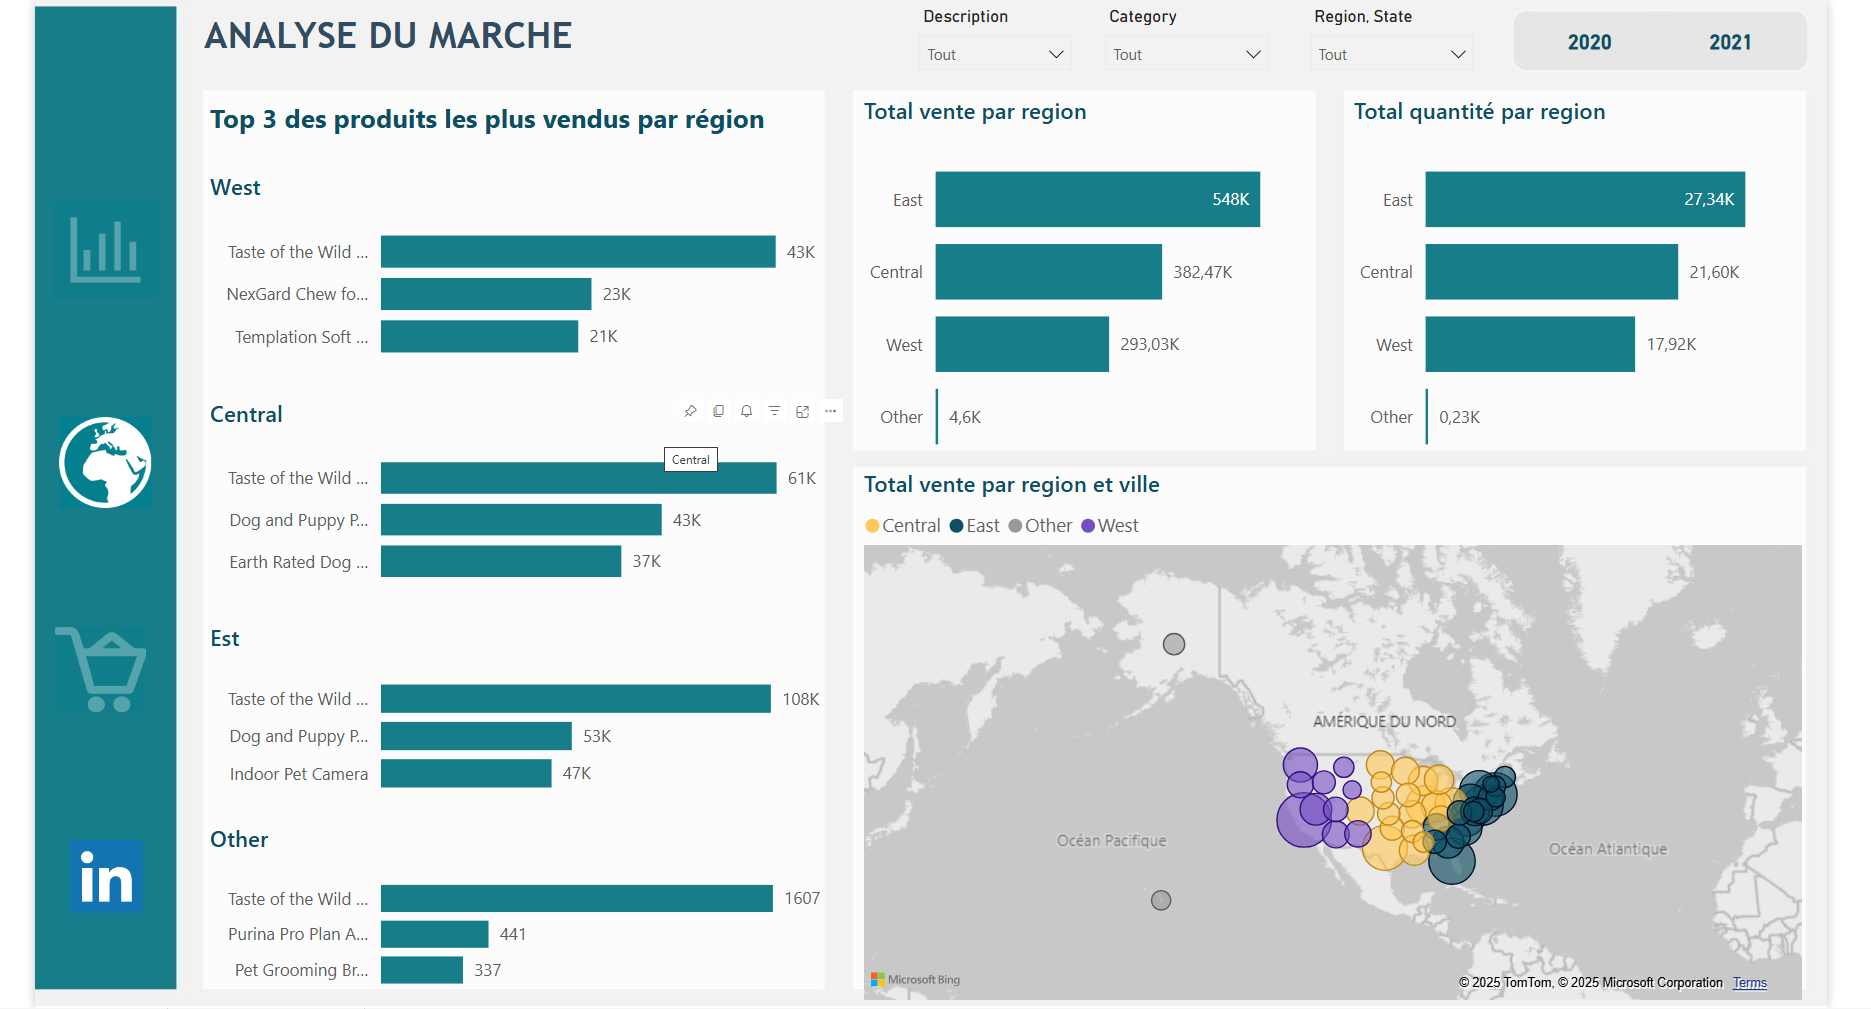 ANALYSE DU MARCHE
Description
Category
Region, State
Tout
Tout
Tout
2020
2021
Top 3 des produits les plus vendus par région
West
Taste of the Wild ...
43K
NexGard Chew fo...
23K
Templation Soft ...
21K
Central
Central
Taste of the Wild ...
61K
Dog and Puppy P...
43K
Earth Rated Dog ...
37K
Est
Taste of the Wild ...
108K
Dog and Puppy P...
53K
Indoor Pet Camera
47K
Other
Taste of the Wild ...
1607
Purina Pro Plan A...
441
Pet Grooming Br...
337
in
Total vente par region
East
548K
Central
382,47K
West
293,03K
Other
4,6K
Total quantité par region
East
27,34K
Central
21,60K
West
17,92K
Other
0,23K
Total vente par region et ville
Central
East
Other
West
AMÉRIQUE DU NORD
Océan Pacifique
Océan Atlantique
Microsoft Bing
© 2025 TomTom, © 2025 Microsoft Corporation Terms